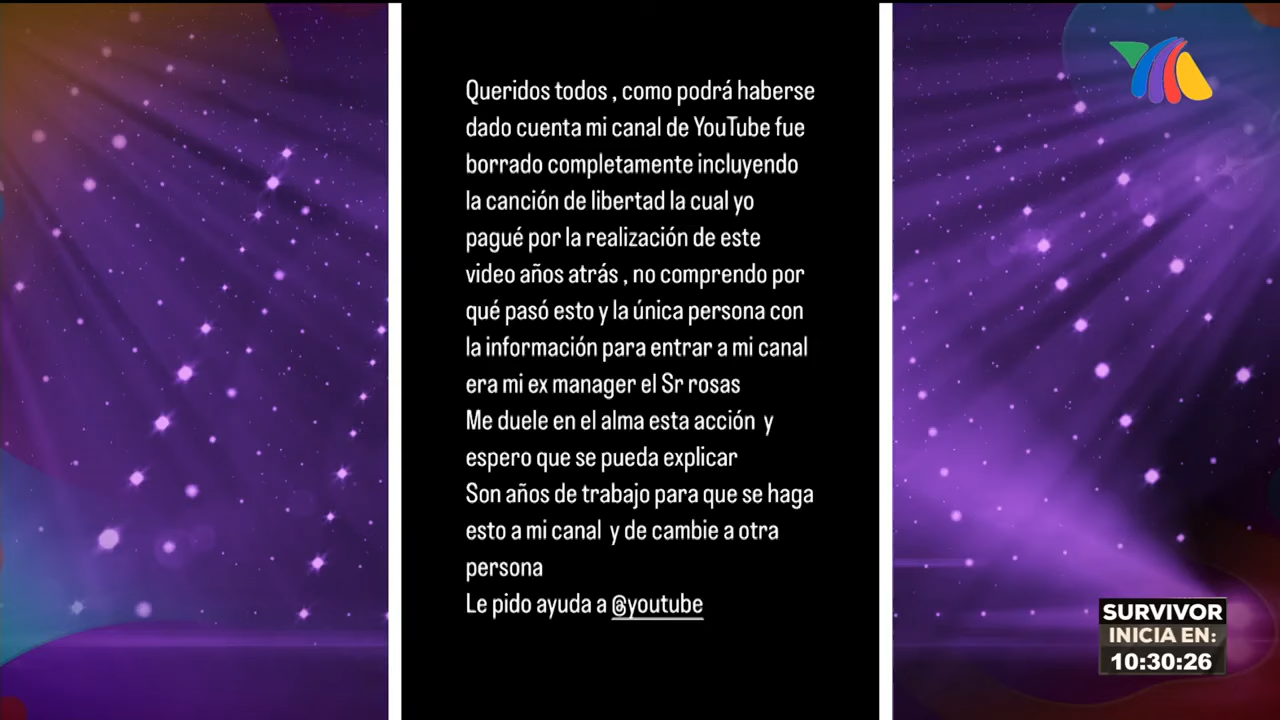 Queridos todos , como podrá haberse
dado cuenta mi canal de YouTube fue
borrado completamente incluyendo
la canción de libertad la cual yo
pagué por la realización de este
video años atrás , no comprendo por
qué pasó esto y la única persona con
la información para entrar a mi canal
era mi ex manager el Sr rosas
Me duele en el alma esta acción  y
espero que se pueda explicar
Son años de trabajo para que se haga
esto a mi canal  y de cambie a otra
persona
Le pido ayuda a @youtube
SURVIVOR
INICIA EN:
10:30:26